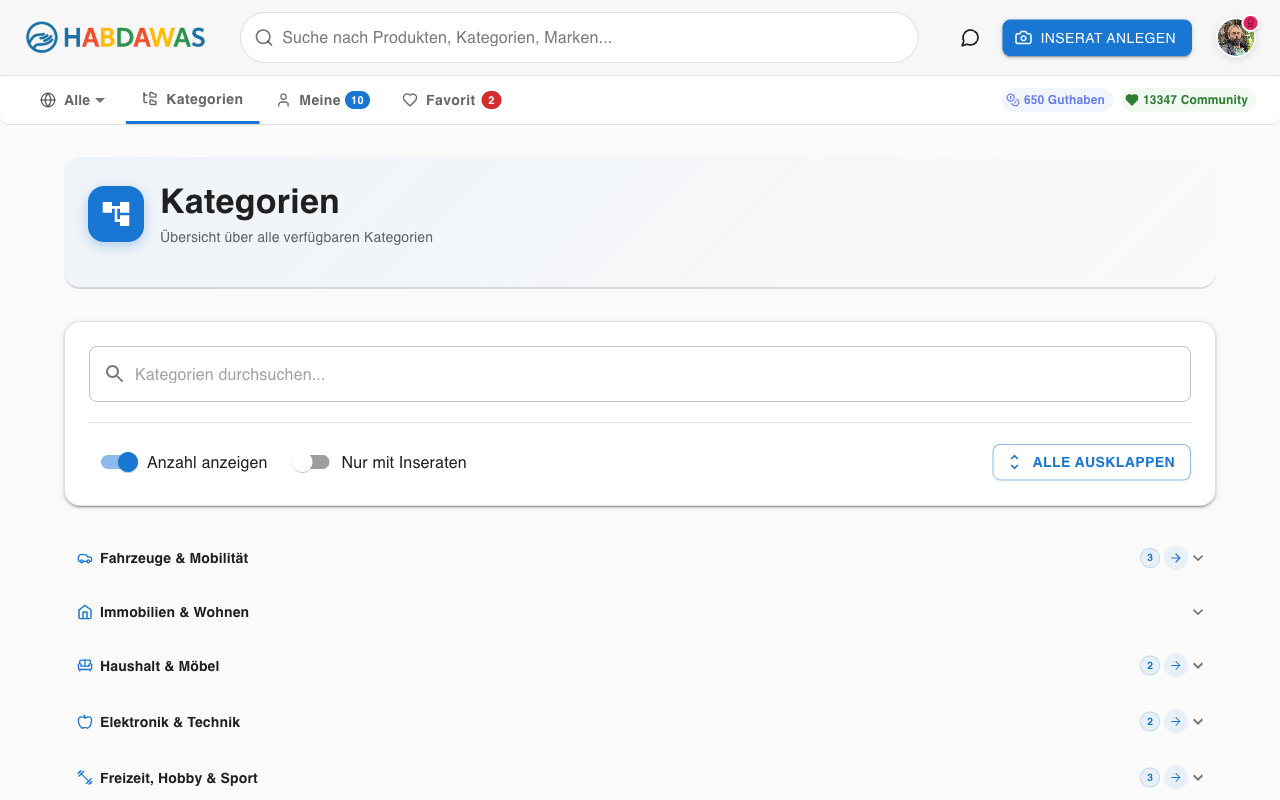 HABDAWAS
Suche nach Produkten, Kategorien, Marken...
INSERAT ANLEGEN
Alle
Kategorien
Meine 10
Favorit 2
650 Guthaben
13347 Community
Kategorien
Übersicht über alle verfügbaren Kategorien
Kategorien durchsuchen...
Anzahl anzeigen
Nur mit Inseraten
ALLE AUSKLAPPEN
Fahrzeuge & Mobilität 3
Immobilien & Wohnen
Haushalt & Möbel 2
Elektronik & Technik 2
Freizeit, Hobby & Sport 3